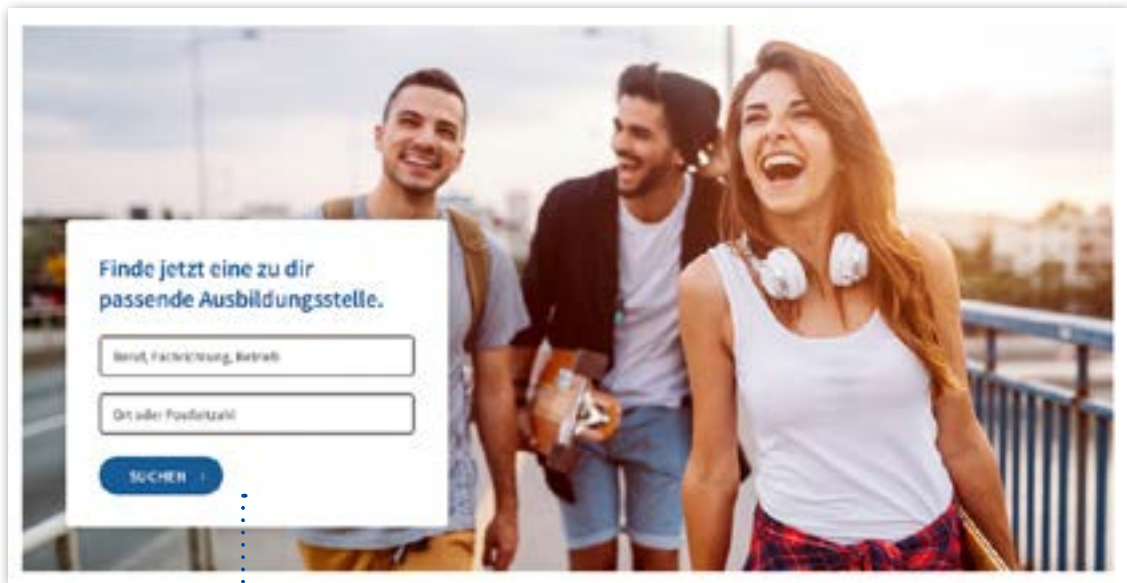 Finde jetzt eine zu dir
passende Ausbildungsstelle.
Beruf, Fachrichtung, Betrieb
Ort oder Postleitzahl
SUCHEN ›